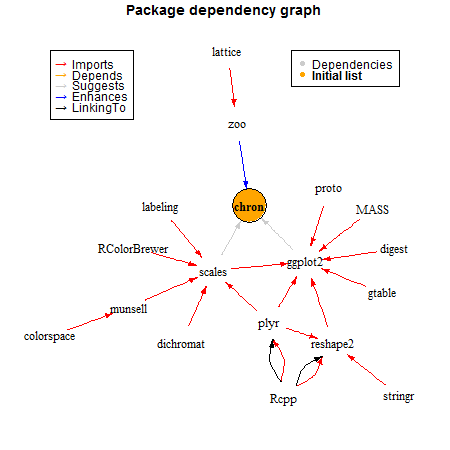 Package dependency graph
Imports
Depends
Suggests
Enhances
LinkingTo
Dependencies
Initial list
lattice
zoo
chron
proto
MASS
labeling
RColorBrewer
digest
ggplot2
scales
gtable
munsell
colorspace
dichromat
plyr
reshape2
Rcpp
stringr